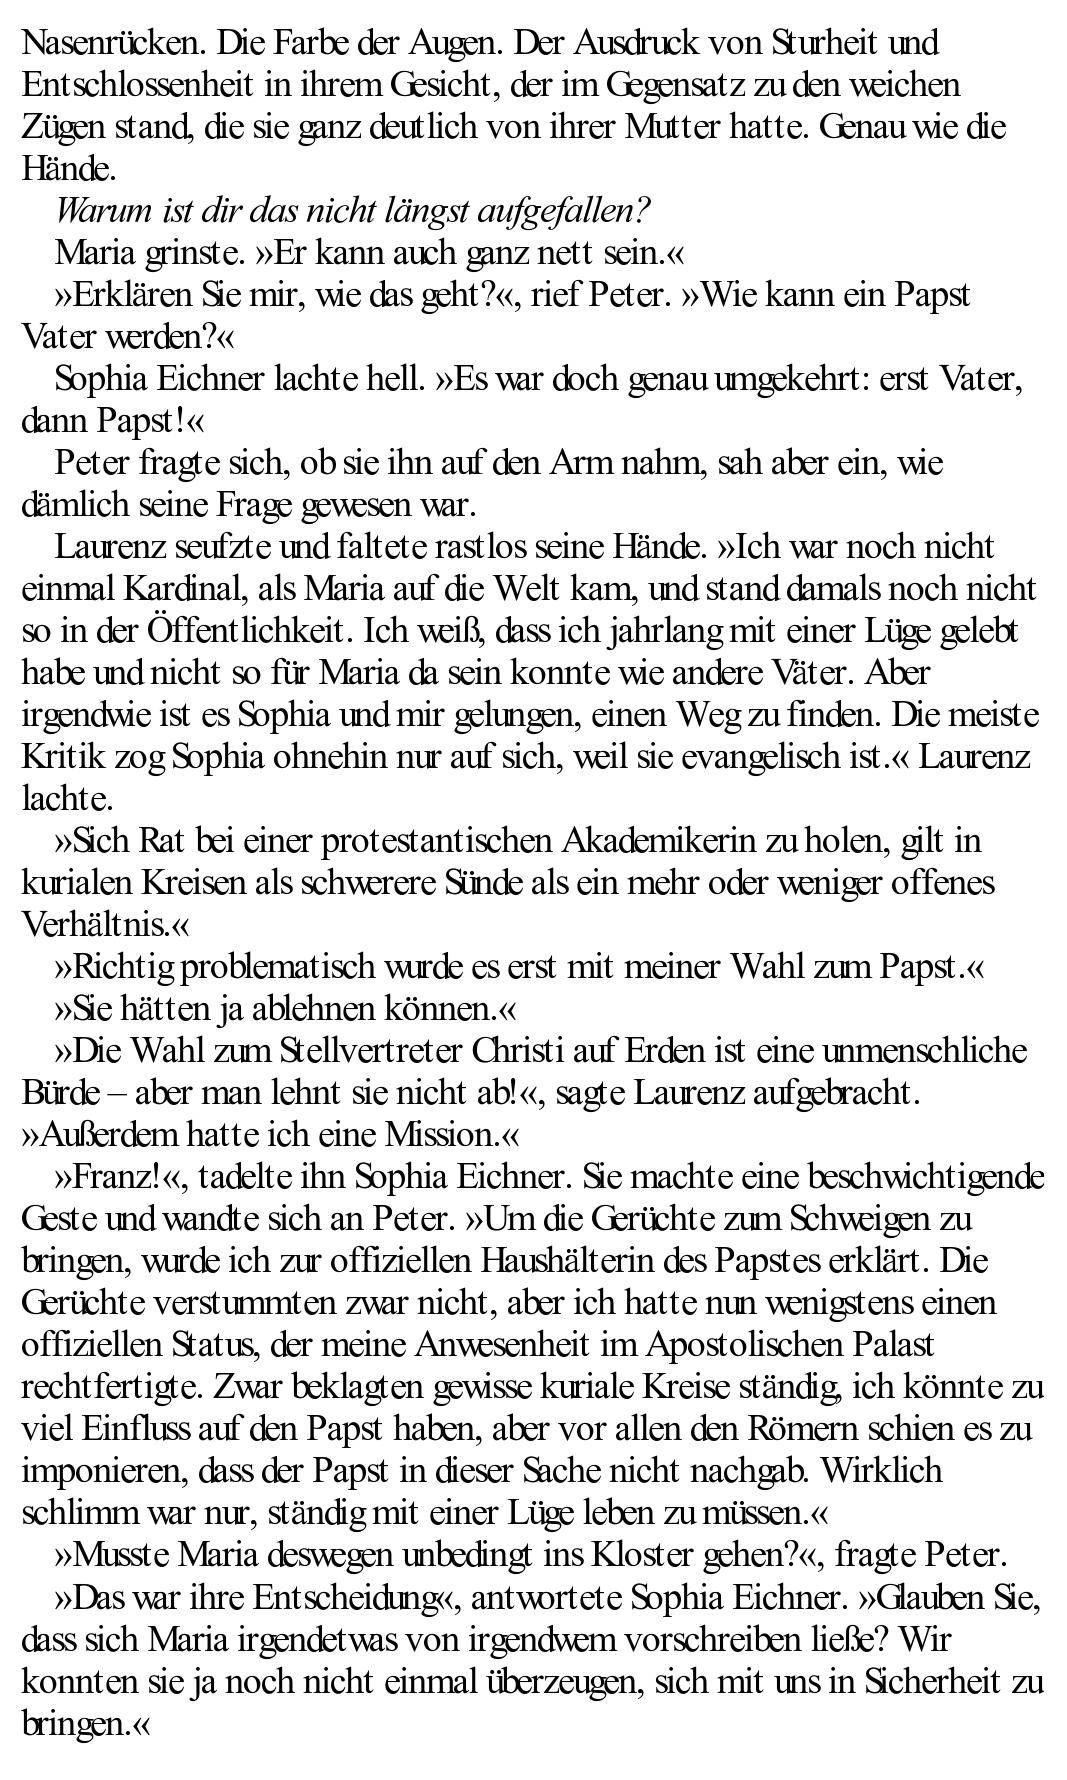 Nasenrücken. Die Farbe der Augen. Der Ausdruck von Sturheit und
Entschlossenheit in ihrem Gesicht, der im Gegensatz zu den weichen
Zügen stand, die sie ganz deutlich von ihrer Mutter hatte. Genau wie die
Hände.
Warum ist dir das nicht längst aufgefallen?
Maria grinste. »Er kann auch ganz nett sein.«
»Erklären Sie mir, wie das geht?«, rief Peter. »Wie kann ein Papst
Vater werden?«
Sophia Eichner lachte hell. »Es war doch genau umgekehrt: erst Vater,
dann Papst!«
Peter fragte sich, ob sie ihn auf den Arm nahm, sah aber ein, wie
dämlich seine Frage gewesen war.
Laurenz seufzte und faltete rastlos seine Hände. »Ich war noch nicht
einmal Kardinal, als Maria auf die Welt kam, und stand damals noch nicht
so in der Öffentlichkeit. Ich weiß, dass ich jahrlang mit einer Lüge gelebt
habe und nicht so für Maria da sein konnte wie andere Väter. Aber
irgendwie ist es Sophia und mir gelungen, einen Weg zu finden. Die meiste
Kritik zog Sophia ohnehin nur auf sich, weil sie evangelisch ist.« Laurenz
lachte.
»Sich Rat bei einer protestantischen Akademikerin zu holen, gilt in
kurialen Kreisen als schwerere Sünde als ein mehr oder weniger offenes
Verhältnis.«
»Richtig problematisch wurde es erst mit meiner Wahl zum Papst.«
»Sie hätten ja ablehnen können.«
»Die Wahl zum Stellvertreter Christi auf Erden ist eine unmenschliche
Bürde – aber man lehnt sie nicht ab!«, sagte Laurenz aufgebracht.
»Außerdem hatte ich eine Mission.«
»Franz!«, tadelte ihn Sophia Eichner. Sie machte eine beschwichtigende
Geste und wandte sich an Peter. »Um die Gerüchte zum Schweigen zu
bringen, wurde ich zur offiziellen Haushälterin des Papstes erklärt. Die
Gerüchte verstummten zwar nicht, aber ich hatte nun wenigstens einen
offiziellen Status, der meine Anwesenheit im Apostolischen Palast
rechtfertigte. Zwar beklagten gewisse kuriale Kreise ständig, ich könnte zu
viel Einfluss auf den Papst haben, aber vor allen den Römern schien es zu
imponieren, dass der Papst in dieser Sache nicht nachgab. Wirklich
schlimm war nur, ständig mit einer Lüge leben zu müssen.«
»Musste Maria deswegen unbedingt ins Kloster gehen?«, fragte Peter.
»Das war ihre Entscheidung«, antwortete Sophia Eichner. »Glauben Sie,
dass sich Maria irgendetwas von irgendwem vorschreiben ließe? Wir
konnten sie ja noch nicht einmal überzeugen, sich mit uns in Sicherheit zu
bringen.«